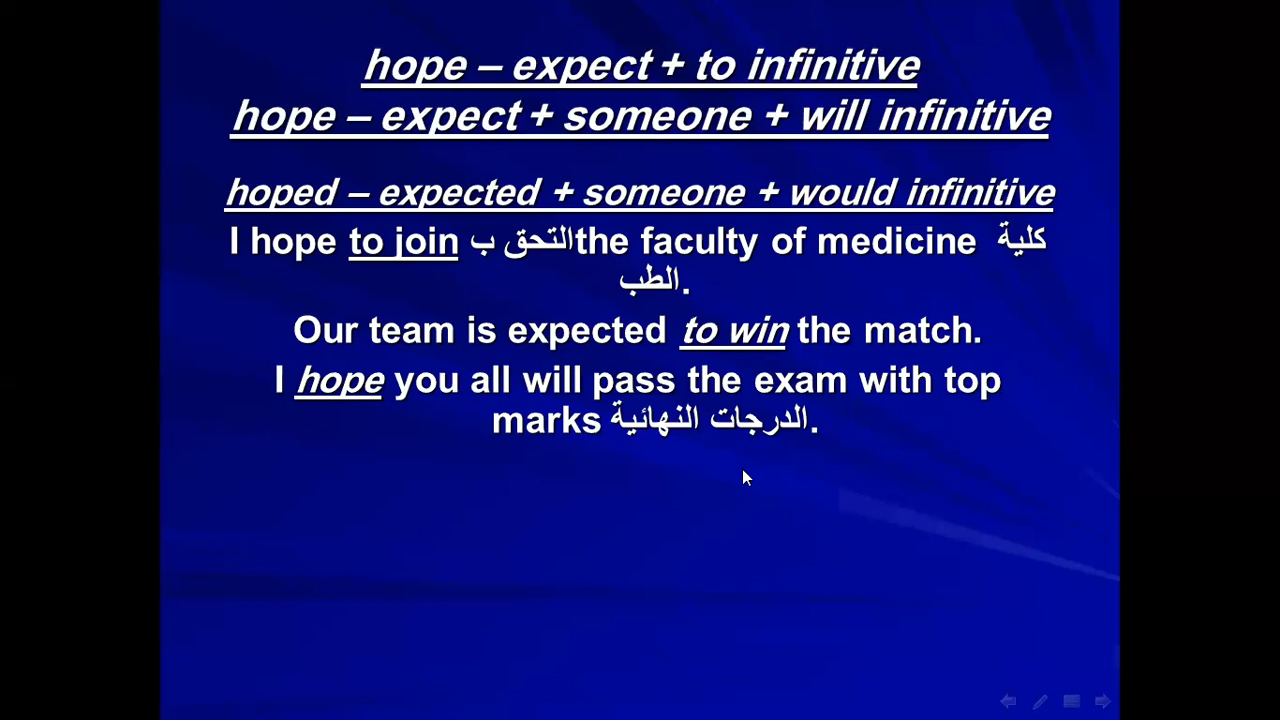 hope – expect + to infinitive
hope – expect + someone + will infinitive
hoped – expected + someone + would infinitive
I hope to join التحق ب the faculty of medicine كلية
الطب.
Our team is expected to win the match.
I hope you all will pass the exam with top
marks الدرجات النهائية.